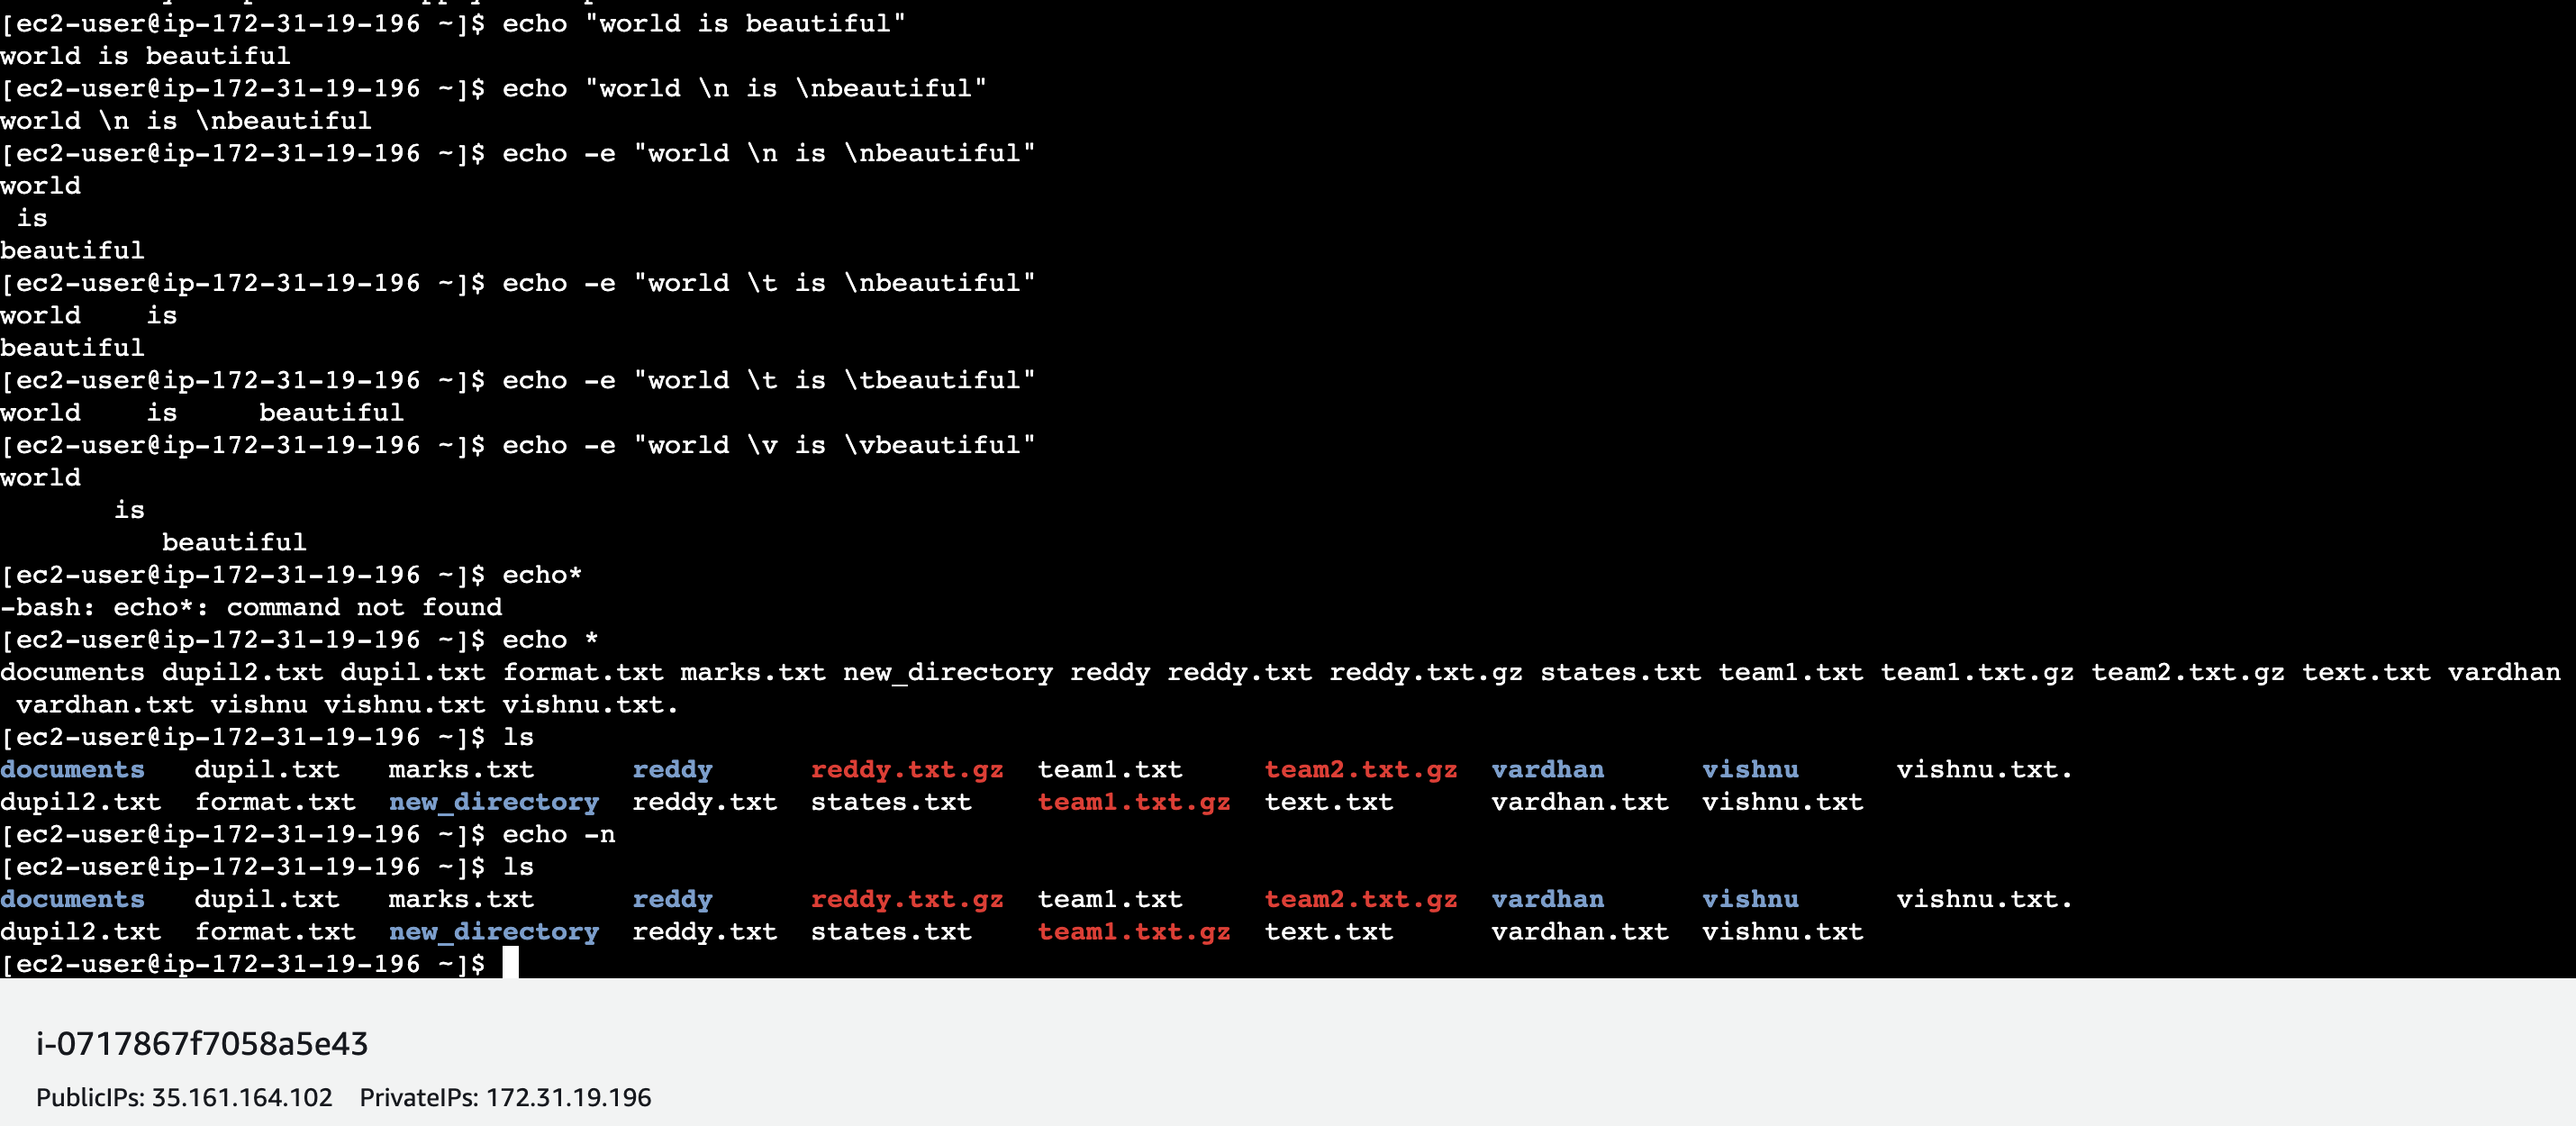 [ec2-user@ip-172-31-19-196 ~]$ echo "world is beautiful"
world is beautiful
[ec2-user@ip-172-31-19-196 ~]$ echo "world \n is \nbeautiful"
world \n is \nbeautiful
[ec2-user@ip-172-31-19-196 ~]$ echo -e "world \n is \nbeautiful"
world
 is
beautiful
[ec2-user@ip-172-31-19-196 ~]$ echo -e "world \t is \nbeautiful"
world    is
beautiful
[ec2-user@ip-172-31-19-196 ~]$ echo -e "world \t is \tbeautiful"
world    is     beautiful
[ec2-user@ip-172-31-19-196 ~]$ echo -e "world \v is \vbeautiful"
world
       is
          beautiful
[ec2-user@ip-172-31-19-196 ~]$ echo*
-bash: echo*: command not found
[ec2-user@ip-172-31-19-196 ~]$ echo *
documents dupil2.txt dupil.txt format.txt marks.txt new_directory reddy reddy.txt reddy.txt.gz states.txt team1.txt team1.txt.gz team2.txt.gz text.txt vardhan
 vardhan.txt vishnu vishnu.txt vishnu.txt.
[ec2-user@ip-172-31-19-196 ~]$ ls
documents   dupil.txt   marks.txt      reddy      reddy.txt.gz  team1.txt     team2.txt.gz  vardhan      vishnu      vishnu.txt.
dupil2.txt  format.txt  new_directory  reddy.txt  states.txt    team1.txt.gz  text.txt      vardhan.txt  vishnu.txt
[ec2-user@ip-172-31-19-196 ~]$ echo -n
[ec2-user@ip-172-31-19-196 ~]$ ls
documents   dupil.txt   marks.txt      reddy      reddy.txt.gz  team1.txt     team2.txt.gz  vardhan      vishnu      vishnu.txt.
dupil2.txt  format.txt  new_directory  reddy.txt  states.txt    team1.txt.gz  text.txt      vardhan.txt  vishnu.txt
[ec2-user@ip-172-31-19-196 ~]$
i-0717867f7058a5e43
PublicIPs: 35.161.164.102    PrivateIPs: 172.31.19.196